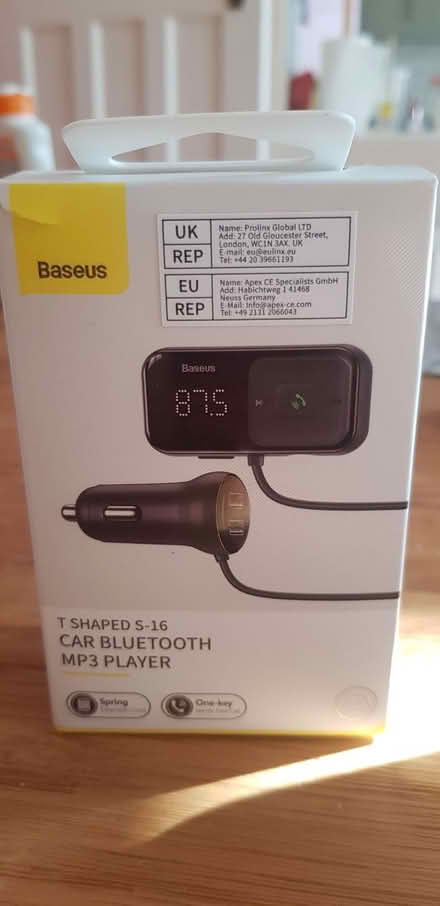 Baseus
UK
REP
Name: Prolinx Global LTD
Add: 27 Old Gloucester Street,
London, WC1N 3AX, UK
E-mail: eu@eulinx.eu
Tel: +44 20 39661193
EU
REP
Name: Apex CE Specialists GmbH
Add: Habichtweg 1 41468
Neuss Germany
E-Mail: Info@apex-ce.com
Tel: +49 2131 2066043
Baseus
87.5
T SHAPED S-16
CAR BLUETOOTH
MP3 PLAYER
Spring
One-key